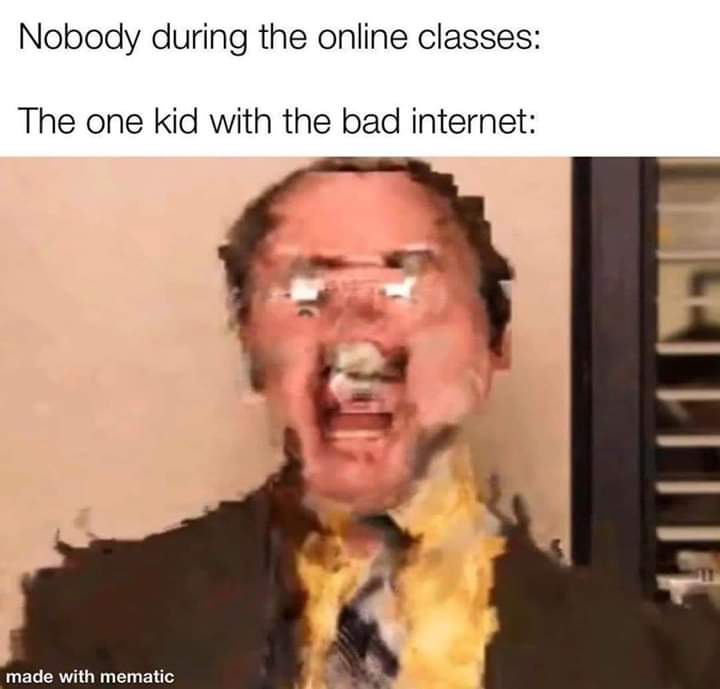 Nobody during the online classes:
The one kid with the bad internet:
made with mematic